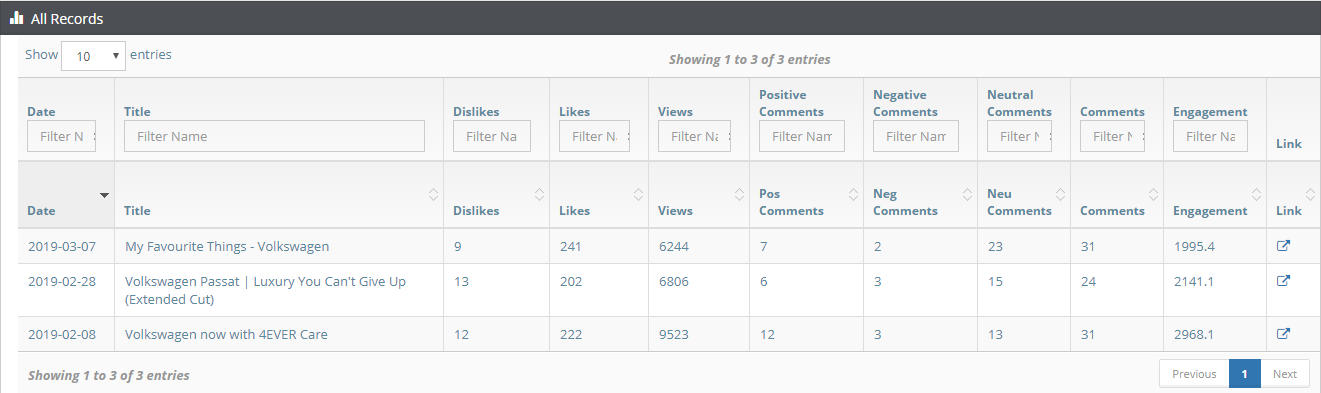 All Records
Show 10 entries
Showing 1 to 3 of 3 entries
Date Title Dislikes Likes Views Positive Comments Negative Comments Neutral Comments Comments Engagement Link
Filter N Filter Name Filter Na Filter N Filter Na Filter Nam Filter Nam Filter N Filter N Filter Na
Date Title Dislikes Likes Views Pos Comments Neg Comments Neu Comments Comments Engagement Link
2019-03-07 My Favourite Things - Volkswagen 9 241 6244 7 2 23 31 1995.4
2019-02-28 Volkswagen Passat | Luxury You Can't Give Up (Extended Cut) 13 202 6806 6 3 15 24 2141.1
2019-02-08 Volkswagen now with 4EVER Care 12 222 9523 12 3 13 31 2968.1
Showing 1 to 3 of 3 entries
Previous 1 Next